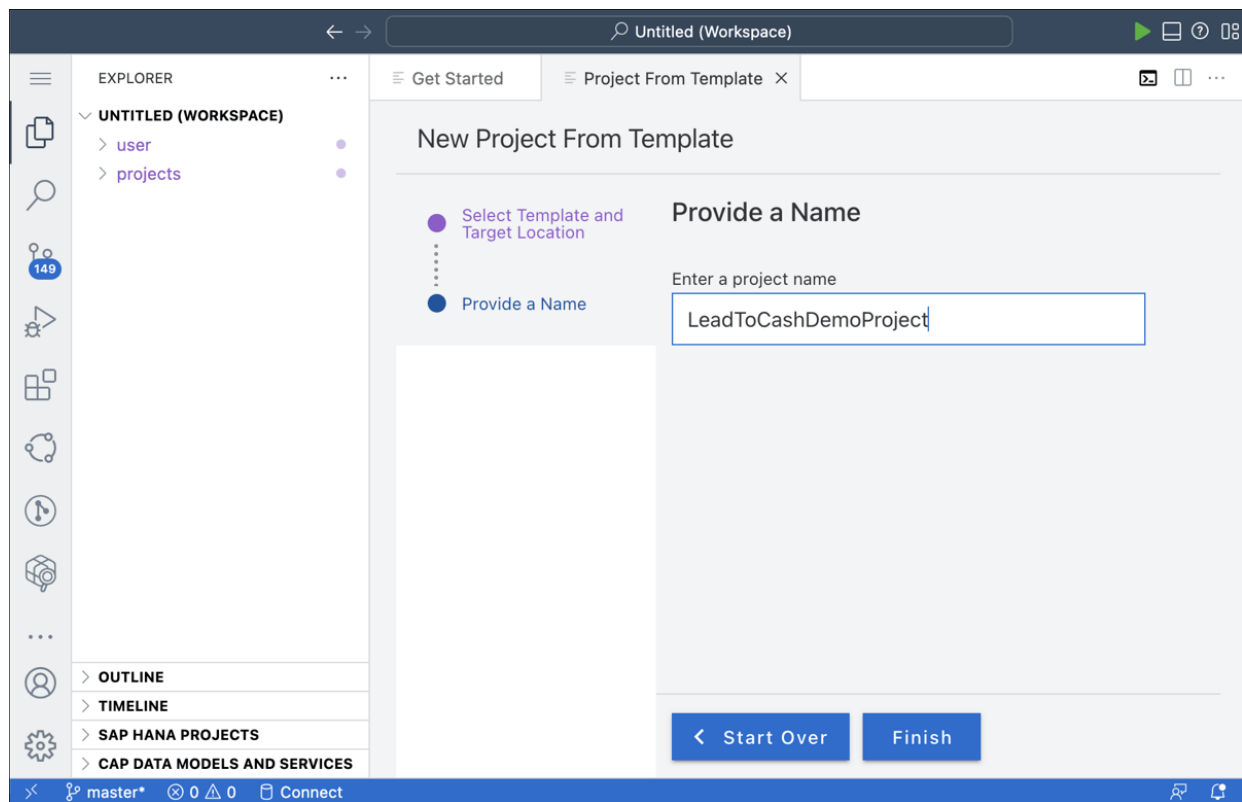 Untitled (Workspace)
EXPLORER
Get Started
Project From Template
UNTITLED (WORKSPACE)
user
projects
149
OUTLINE
TIMELINE
SAP HANA PROJECTS
CAP DATA MODELS AND SERVICES
New Project From Template
Select Template and
Target Location
Provide a Name
Provide a Name
Enter a project name
LeadToCashDemoProject
Start Over
Finish
master* 0 0 Connect